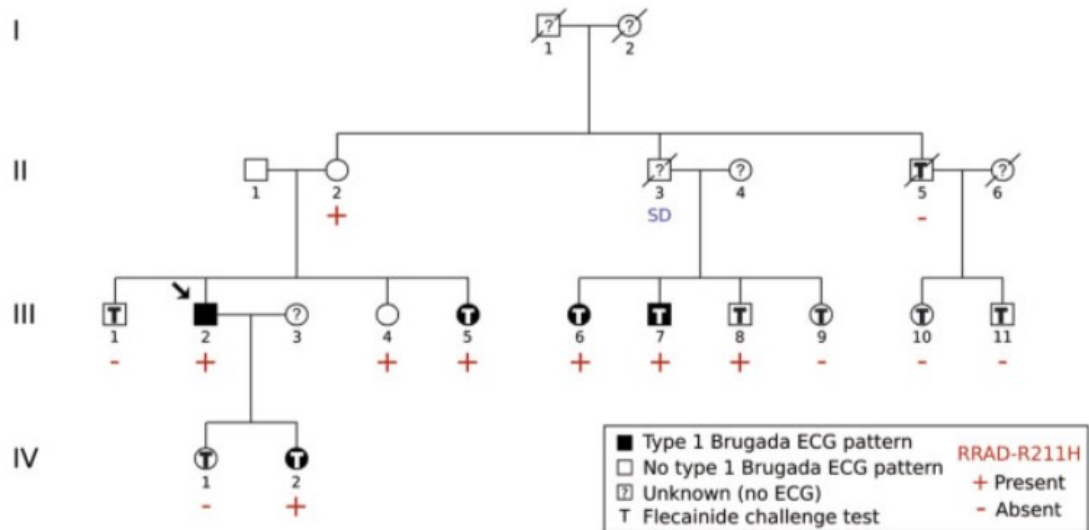 I
? ?
1 2
II
? ? T ?
1 2 3 4 5 6
+ SD -
III
T ? T T T T T T T
1 2 3 4 5 6 7 8 9 10 11
- + + + + + + - - -
IV
T T
1 2
- +
Type 1 Brugada ECG pattern
No type 1 Brugada ECG pattern
? Unknown (no ECG)
T Flecainide challenge test
RRAD-R211H
+ Present
- Absent